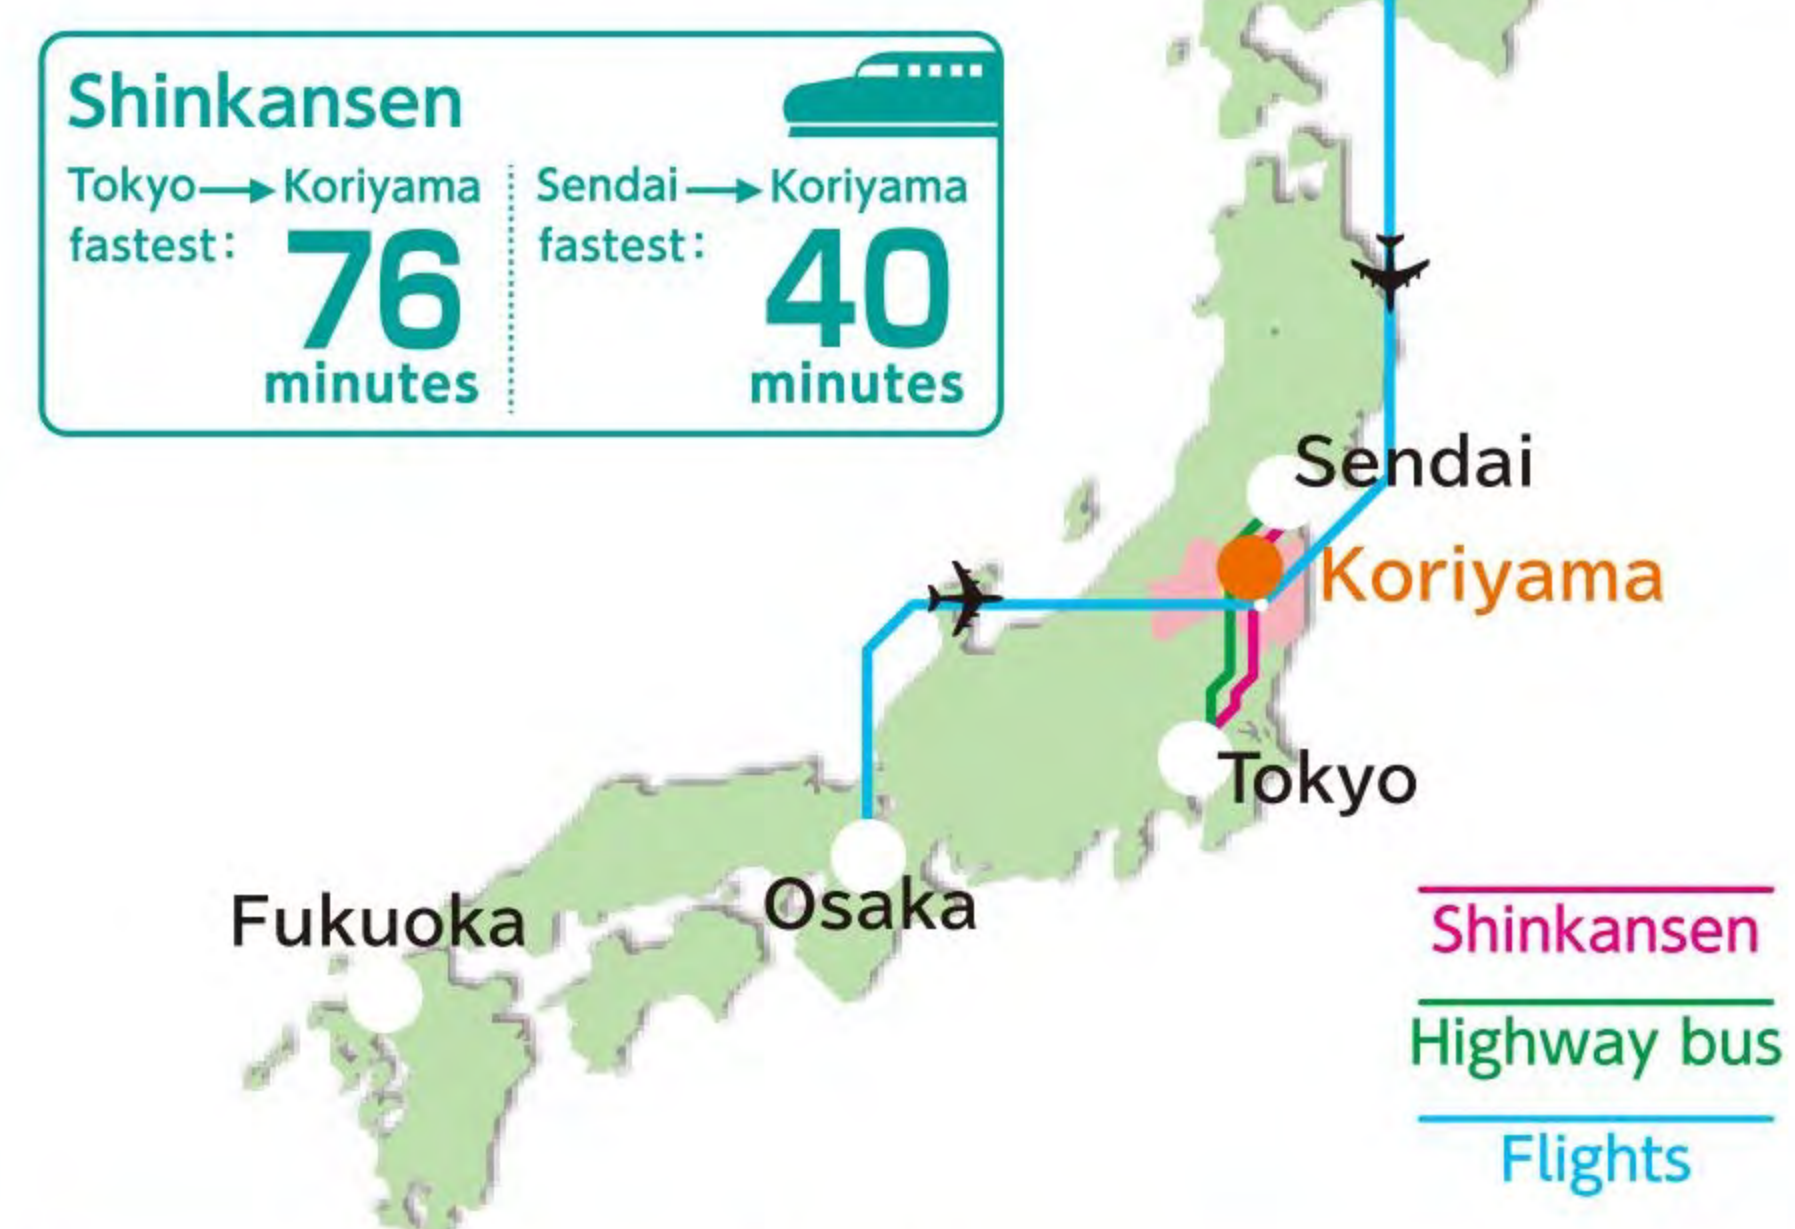 Shinkansen
Tokyo→Koriyama
fastest: 76
minutes
Sendai→Koriyama
fastest: 40
minutes
Sendai
Koriyama
Tokyo
Osaka
Fukuoka
Shinkansen
Highway bus
Flights